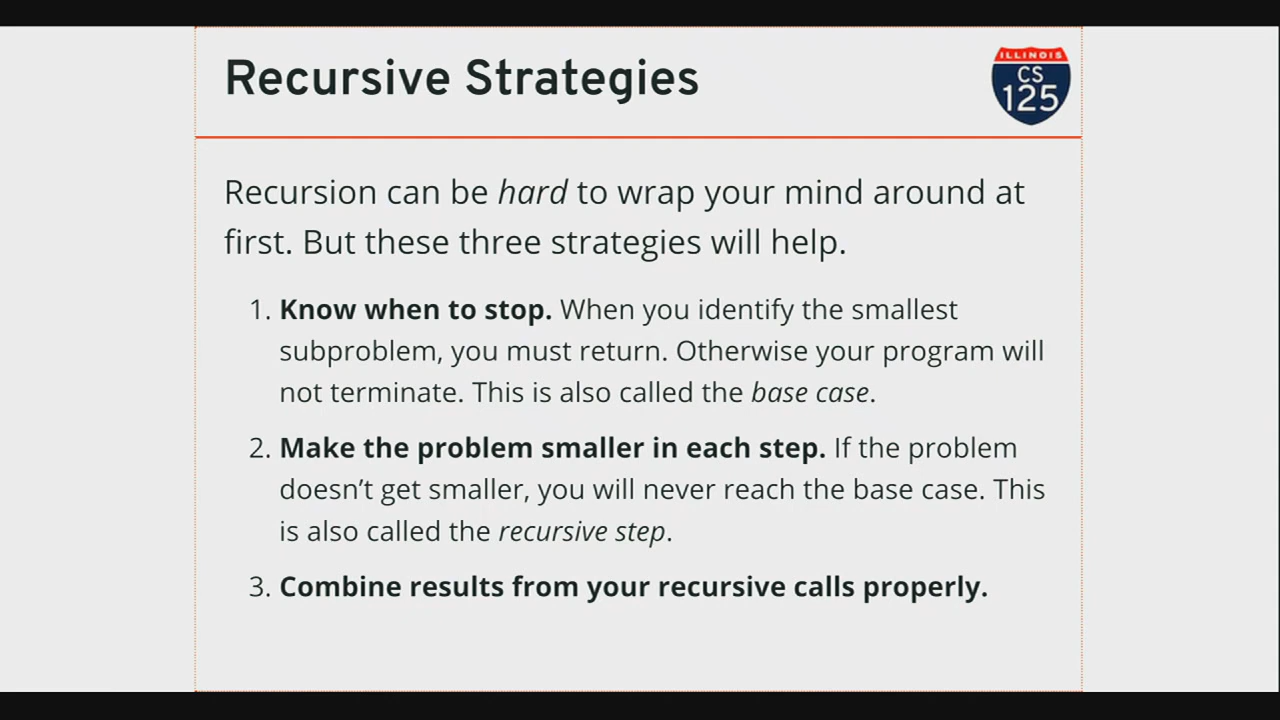 Recursive Strategies
ILLINOIS
CS
125
Recursion can be hard to wrap your mind around at
first. But these three strategies will help.
1. Know when to stop. When you identify the smallest
subproblem, you must return. Otherwise your program will
not terminate. This is also called the base case.
2. Make the problem smaller in each step. If the problem
doesn't get smaller, you will never reach the base case. This
is also called the recursive step.
3. Combine results from your recursive calls properly.